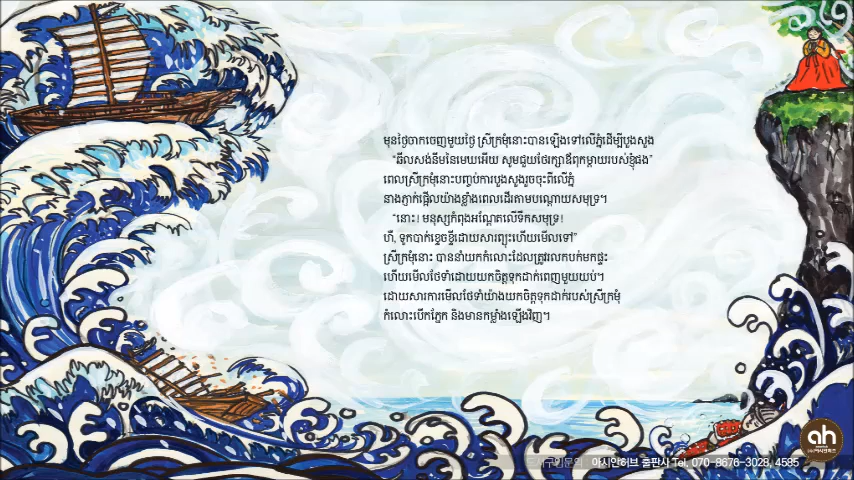 មុនថ្ងៃចាកចេញមួយថ្ងៃ ស្រីក្រមុំនោះបានឡើងទៅលើភ្នំដើម្បីបួងសួង
“ឆីលសង់នីមនៃមេឃអើយ សូមជួយថែរក្សាឪពុកម្ដាយរបស់ខ្ញុំផង”
ពេលស្រីក្រមុំនោះបញ្ចប់ការបួងសួងរួចចុះពីលើភ្នំ
នាងភ្ញាក់ផ្អើលយ៉ាងខ្លាំងពេលដើរតាមបណ្ដោយសមុទ្រ។
“នោះ! មនុស្សកំពុងអណ្ដែតលើទឹកសមុទ្រ!
ហឺ, ទូកបាក់ខ្ទេចខ្ទីដោយសារព្យុះហើយមើលទៅ”
ស្រីក្រមុំនោះ បាននាំយកកំលោះដែលត្រូវរលកបក់មកផ្ទះ
ហើយមើលថែទាំដោយយកចិត្តទុកដាក់ពេញមួយយប់។
ដោយសារការមើលថែទាំយ៉ាងយកចិត្តទុកដាក់របស់ស្រីក្រមុំ
កំលោះបើកភ្នែក និងមានកម្លាំងឡើងវិញ។
도서구입문의 : 아시안허브 출판사 Tel. 070-8676-3028, 4585
ah